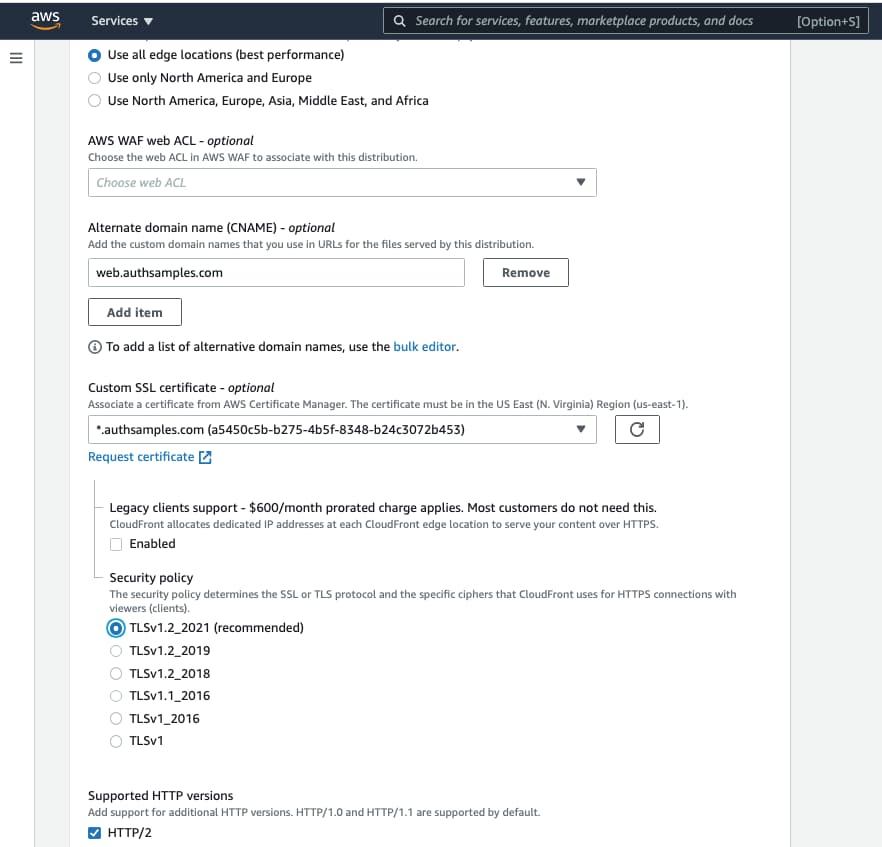 aws
Services ▼
Search for services, features, marketplace products, and docs
[Option+S]
Use all edge locations (best performance)
Use only North America and Europe
Use North America, Europe, Asia, Middle East, and Africa
AWS WAF web ACL - optional
Choose the web ACL in AWS WAF to associate with this distribution.
Choose web ACL
Alternate domain name (CNAME) - optional
Add the custom domain names that you use in URLs for the files served by this distribution.
web.authsamples.com
Remove
Add item
To add a list of alternative domain names, use the bulk editor.
Custom SSL certificate - optional
Associate a certificate from AWS Certificate Manager. The certificate must be in the US East (N. Virginia) Region (us-east-1).
*.authsamples.com (a5450c5b-b275-4b5f-8348-b24c3072b453)
Request certificate
Legacy clients support - $600/month prorated charge applies. Most customers do not need this.
CloudFront allocates dedicated IP addresses at each CloudFront edge location to serve your content over HTTPS.
Enabled
Security policy
The security policy determines the SSL or TLS protocol and the specific ciphers that CloudFront uses for HTTPS connections with
viewers (clients).
TLSv1.2_2021 (recommended)
TLSv1.2_2019
TLSv1.2_2018
TLSv1.1_2016
TLSv1_2016
TLSv1
Supported HTTP versions
Add support for additional HTTP versions. HTTP/1.0 and HTTP/1.1 are supported by default.
HTTP/2